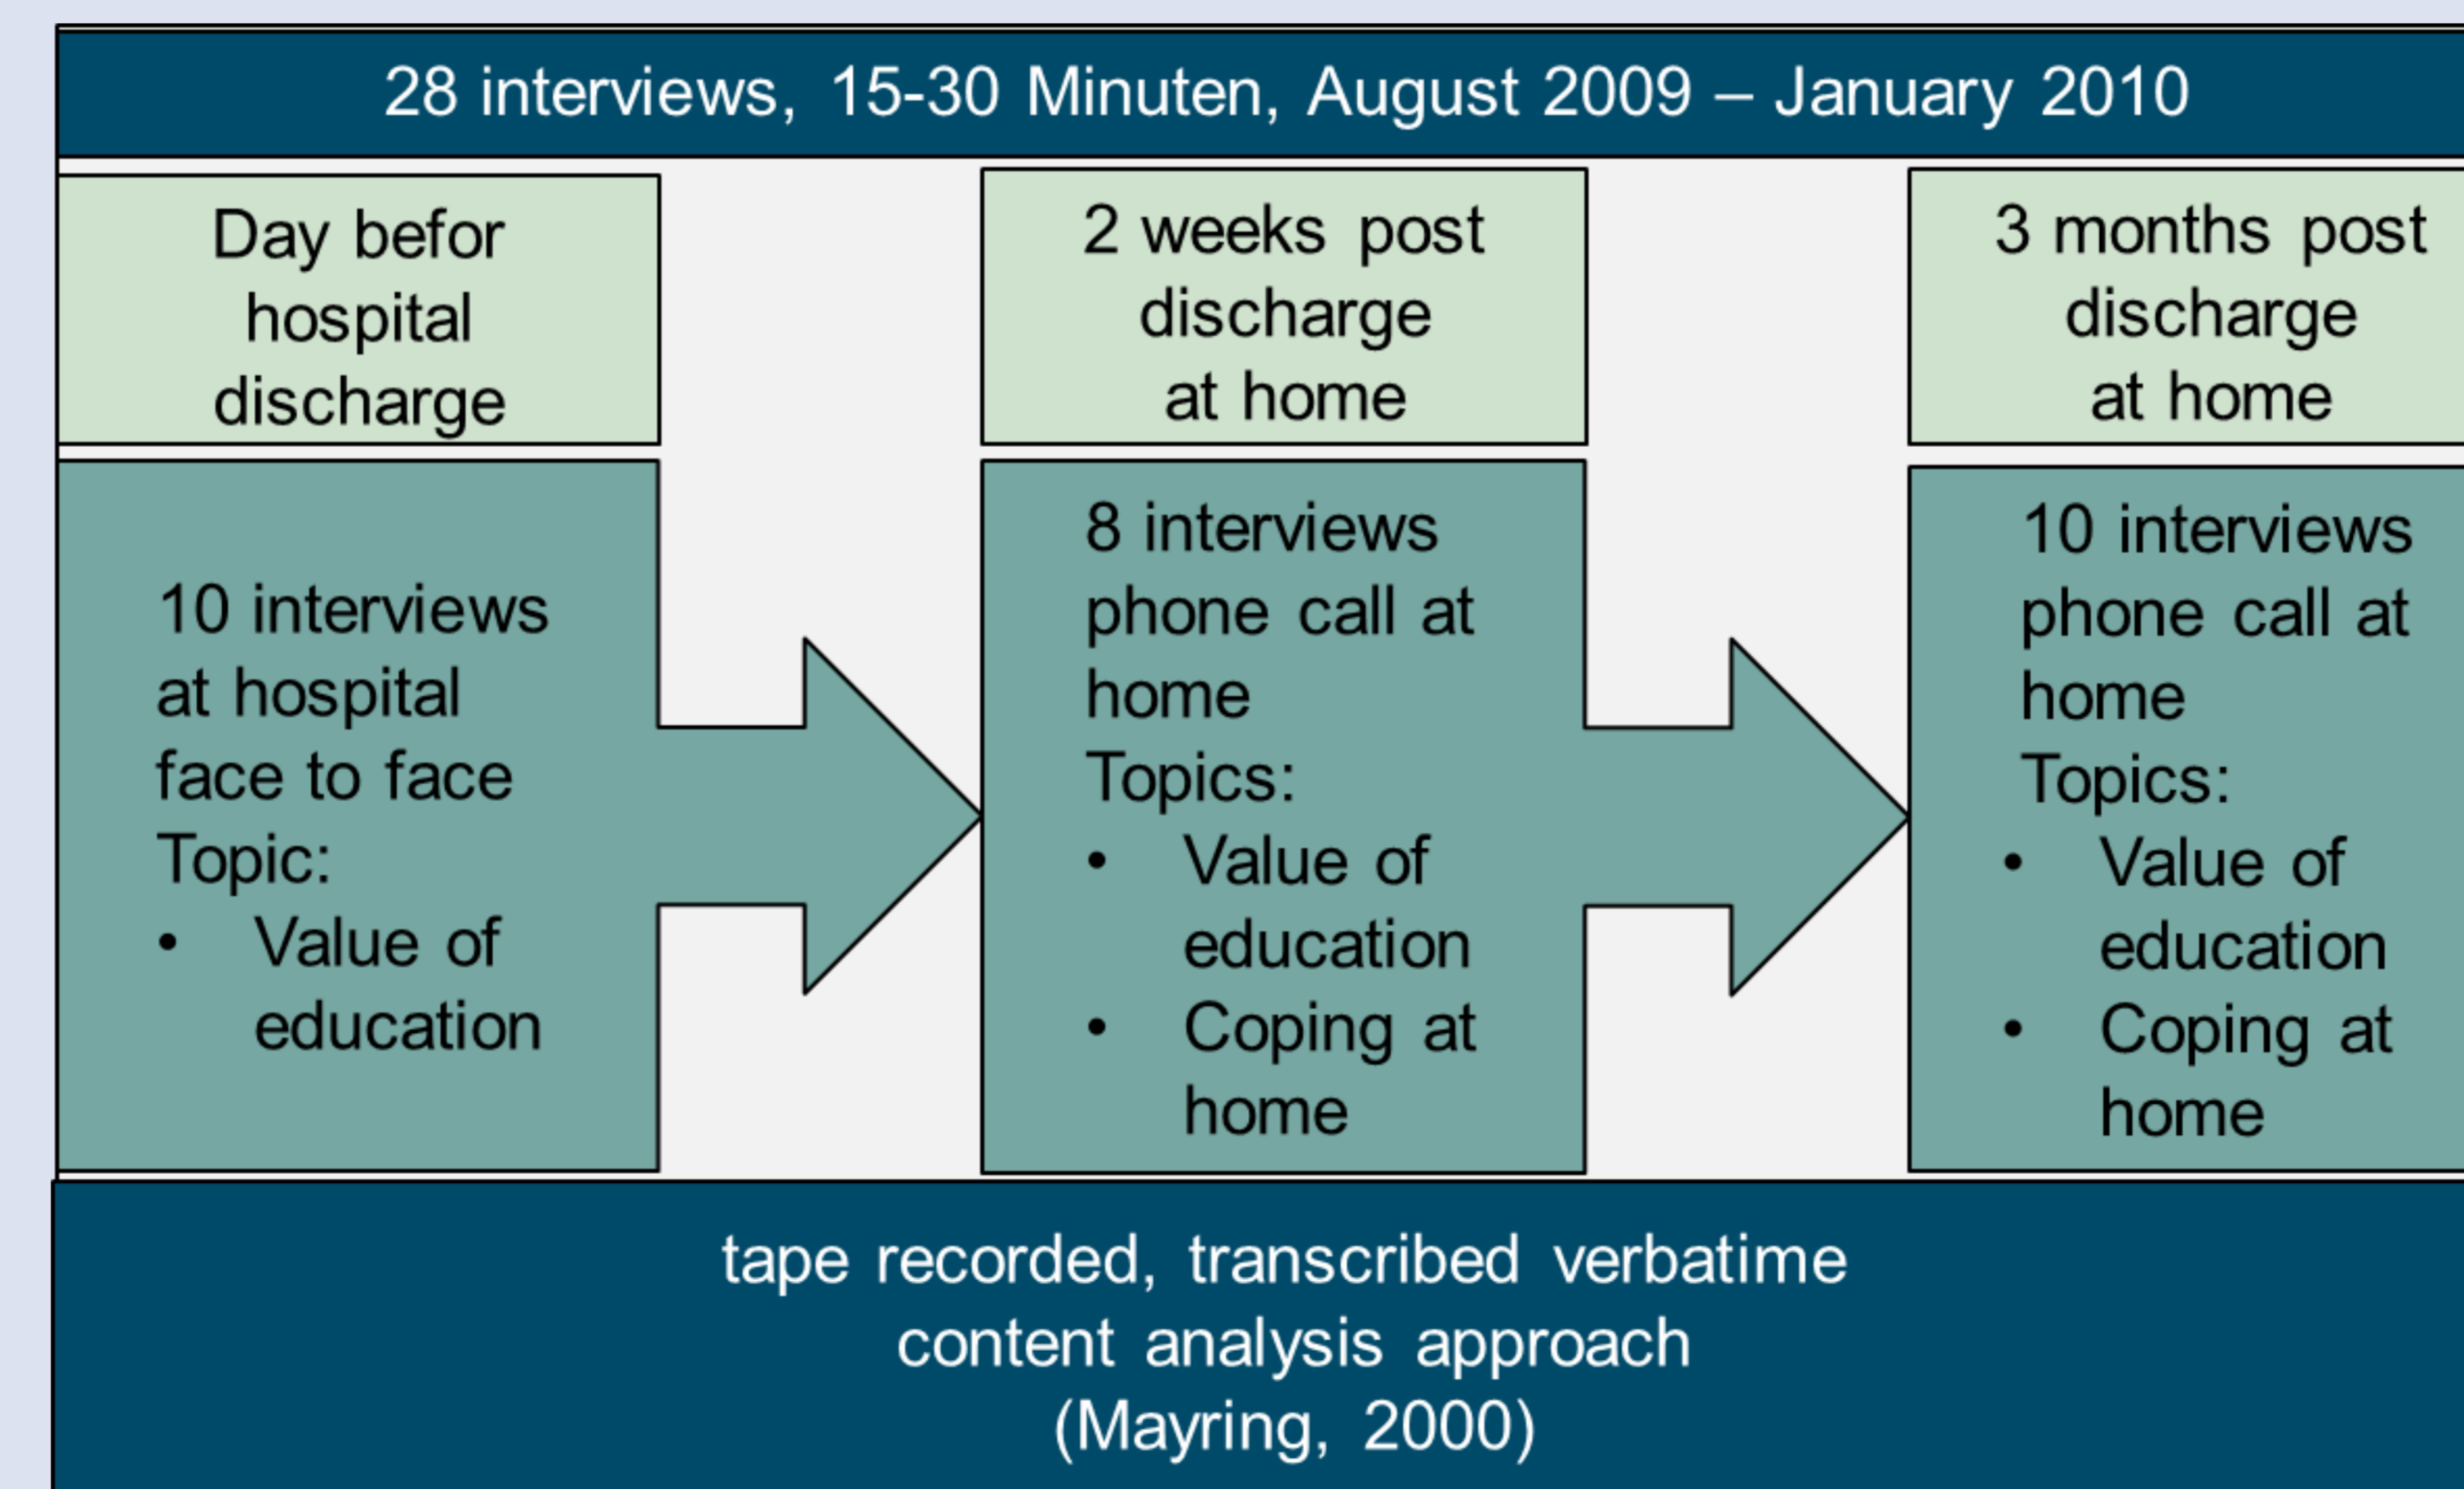 28 interviews, 15-30 Minuten, August 2009 – January 2010
Day befor
hospital
discharge
2 weeks post
discharge
at home
3 months post
discharge
at home
10 interviews
at hospital
face to face
Topic:
• Value of
education
8 interviews
phone call at
home
Topics:
• Value of
education
• Coping at
home
10 interviews
phone call at
home
Topics:
• Value of
education
• Coping at
home
tape recorded, transcribed verbatime
content analysis approach
(Mayring, 2000)